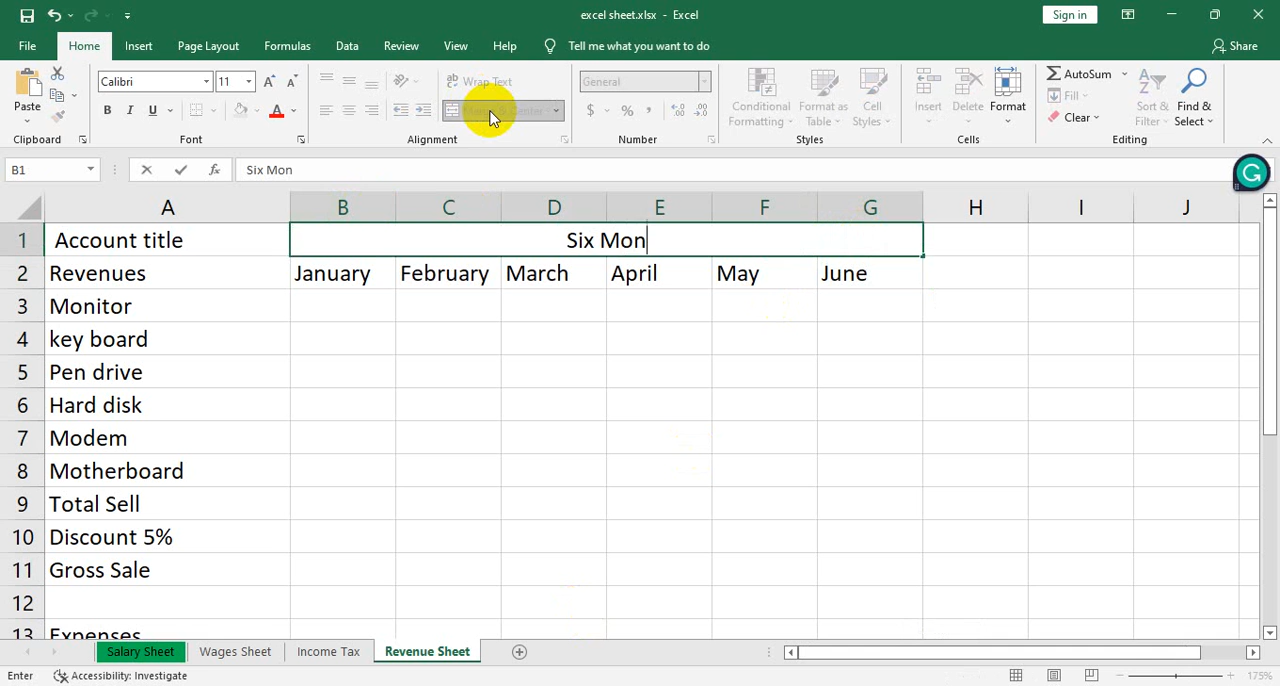 excel sheet.xlsx - Excel
Sign in
File Home Insert Page Layout Formulas Data Review View Help Tell me what you want to do Share
Paste
Clipboard
Calibri 11
B I U
Font
Wrap Text
Merge & Center
Alignment
General
$ % ,
Number
Conditional Formatting
Format as Table
Cell Styles
Styles
Insert Delete Format
Cells
AutoSum
Fill
Clear
Sort & Filter
Find & Select
Editing
B1 fx Six Mon
A B C D E F G H I J
1 Account title Six Mon
2 Revenues January February March April May June
3 Monitor
4 key board
5 Pen drive
6 Hard disk
7 Modem
8 Motherboard
9 Total Sell
10 Discount 5%
11 Gross Sale
12
13 Expenses
Salary Sheet Wages Sheet Income Tax Revenue Sheet
Enter Accessibility: Investigate 175%